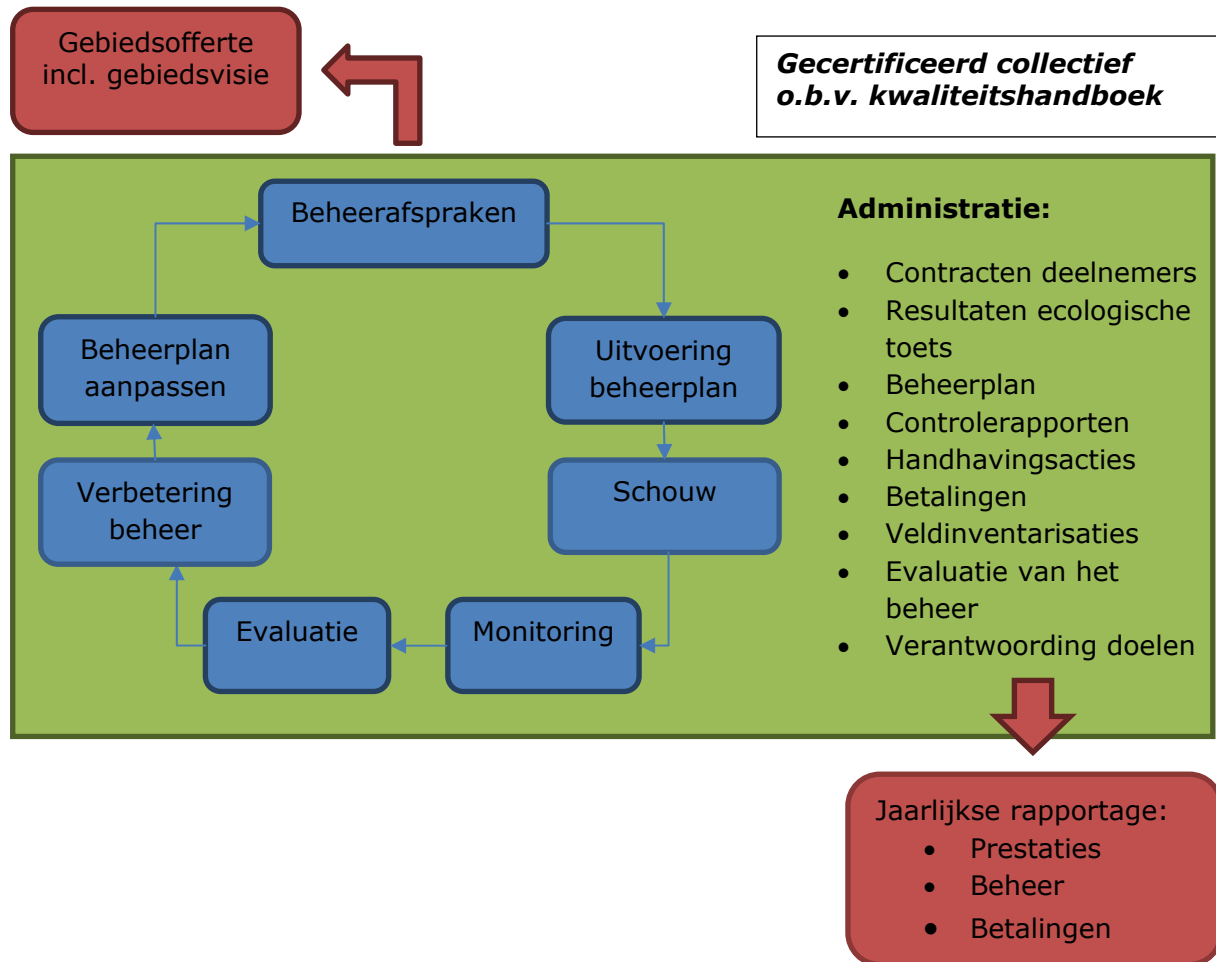 Gebiedsofferte
incl. gebiedsvisie
Gecertificeerd collectief
o.b.v. kwaliteitshandboek
Beheerafspraken
Uitvoering
beheerplan
Schouw
Monitoring
Evaluatie
Verbetering
beheer
Beheerplan
aanpassen
Administratie:
• Contracten deelnemers
• Resultaten ecologische
toets
• Beheerplan
• Controlerapporten
• Handhavingsacties
• Betalingen
• Veldinventarisaties
• Evaluatie van het
beheer
• Verantwoording doelen
Jaarlijkse rapportage:
• Prestaties
• Beheer
• Betalingen